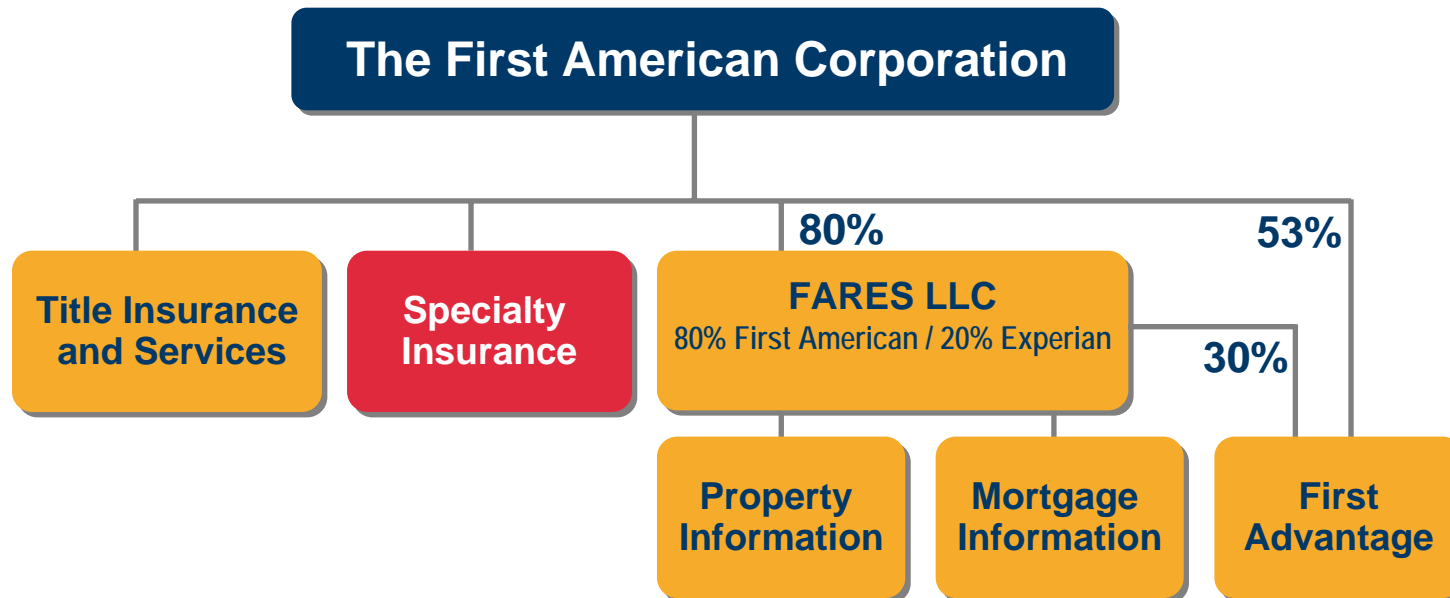 The First American Corporation
80%
53%
Title Insurance
and Services
Specialty
Insurance
FARES LLC
80% First American / 20% Experian
30%
Property
Information
Mortgage
Information
First
Advantage